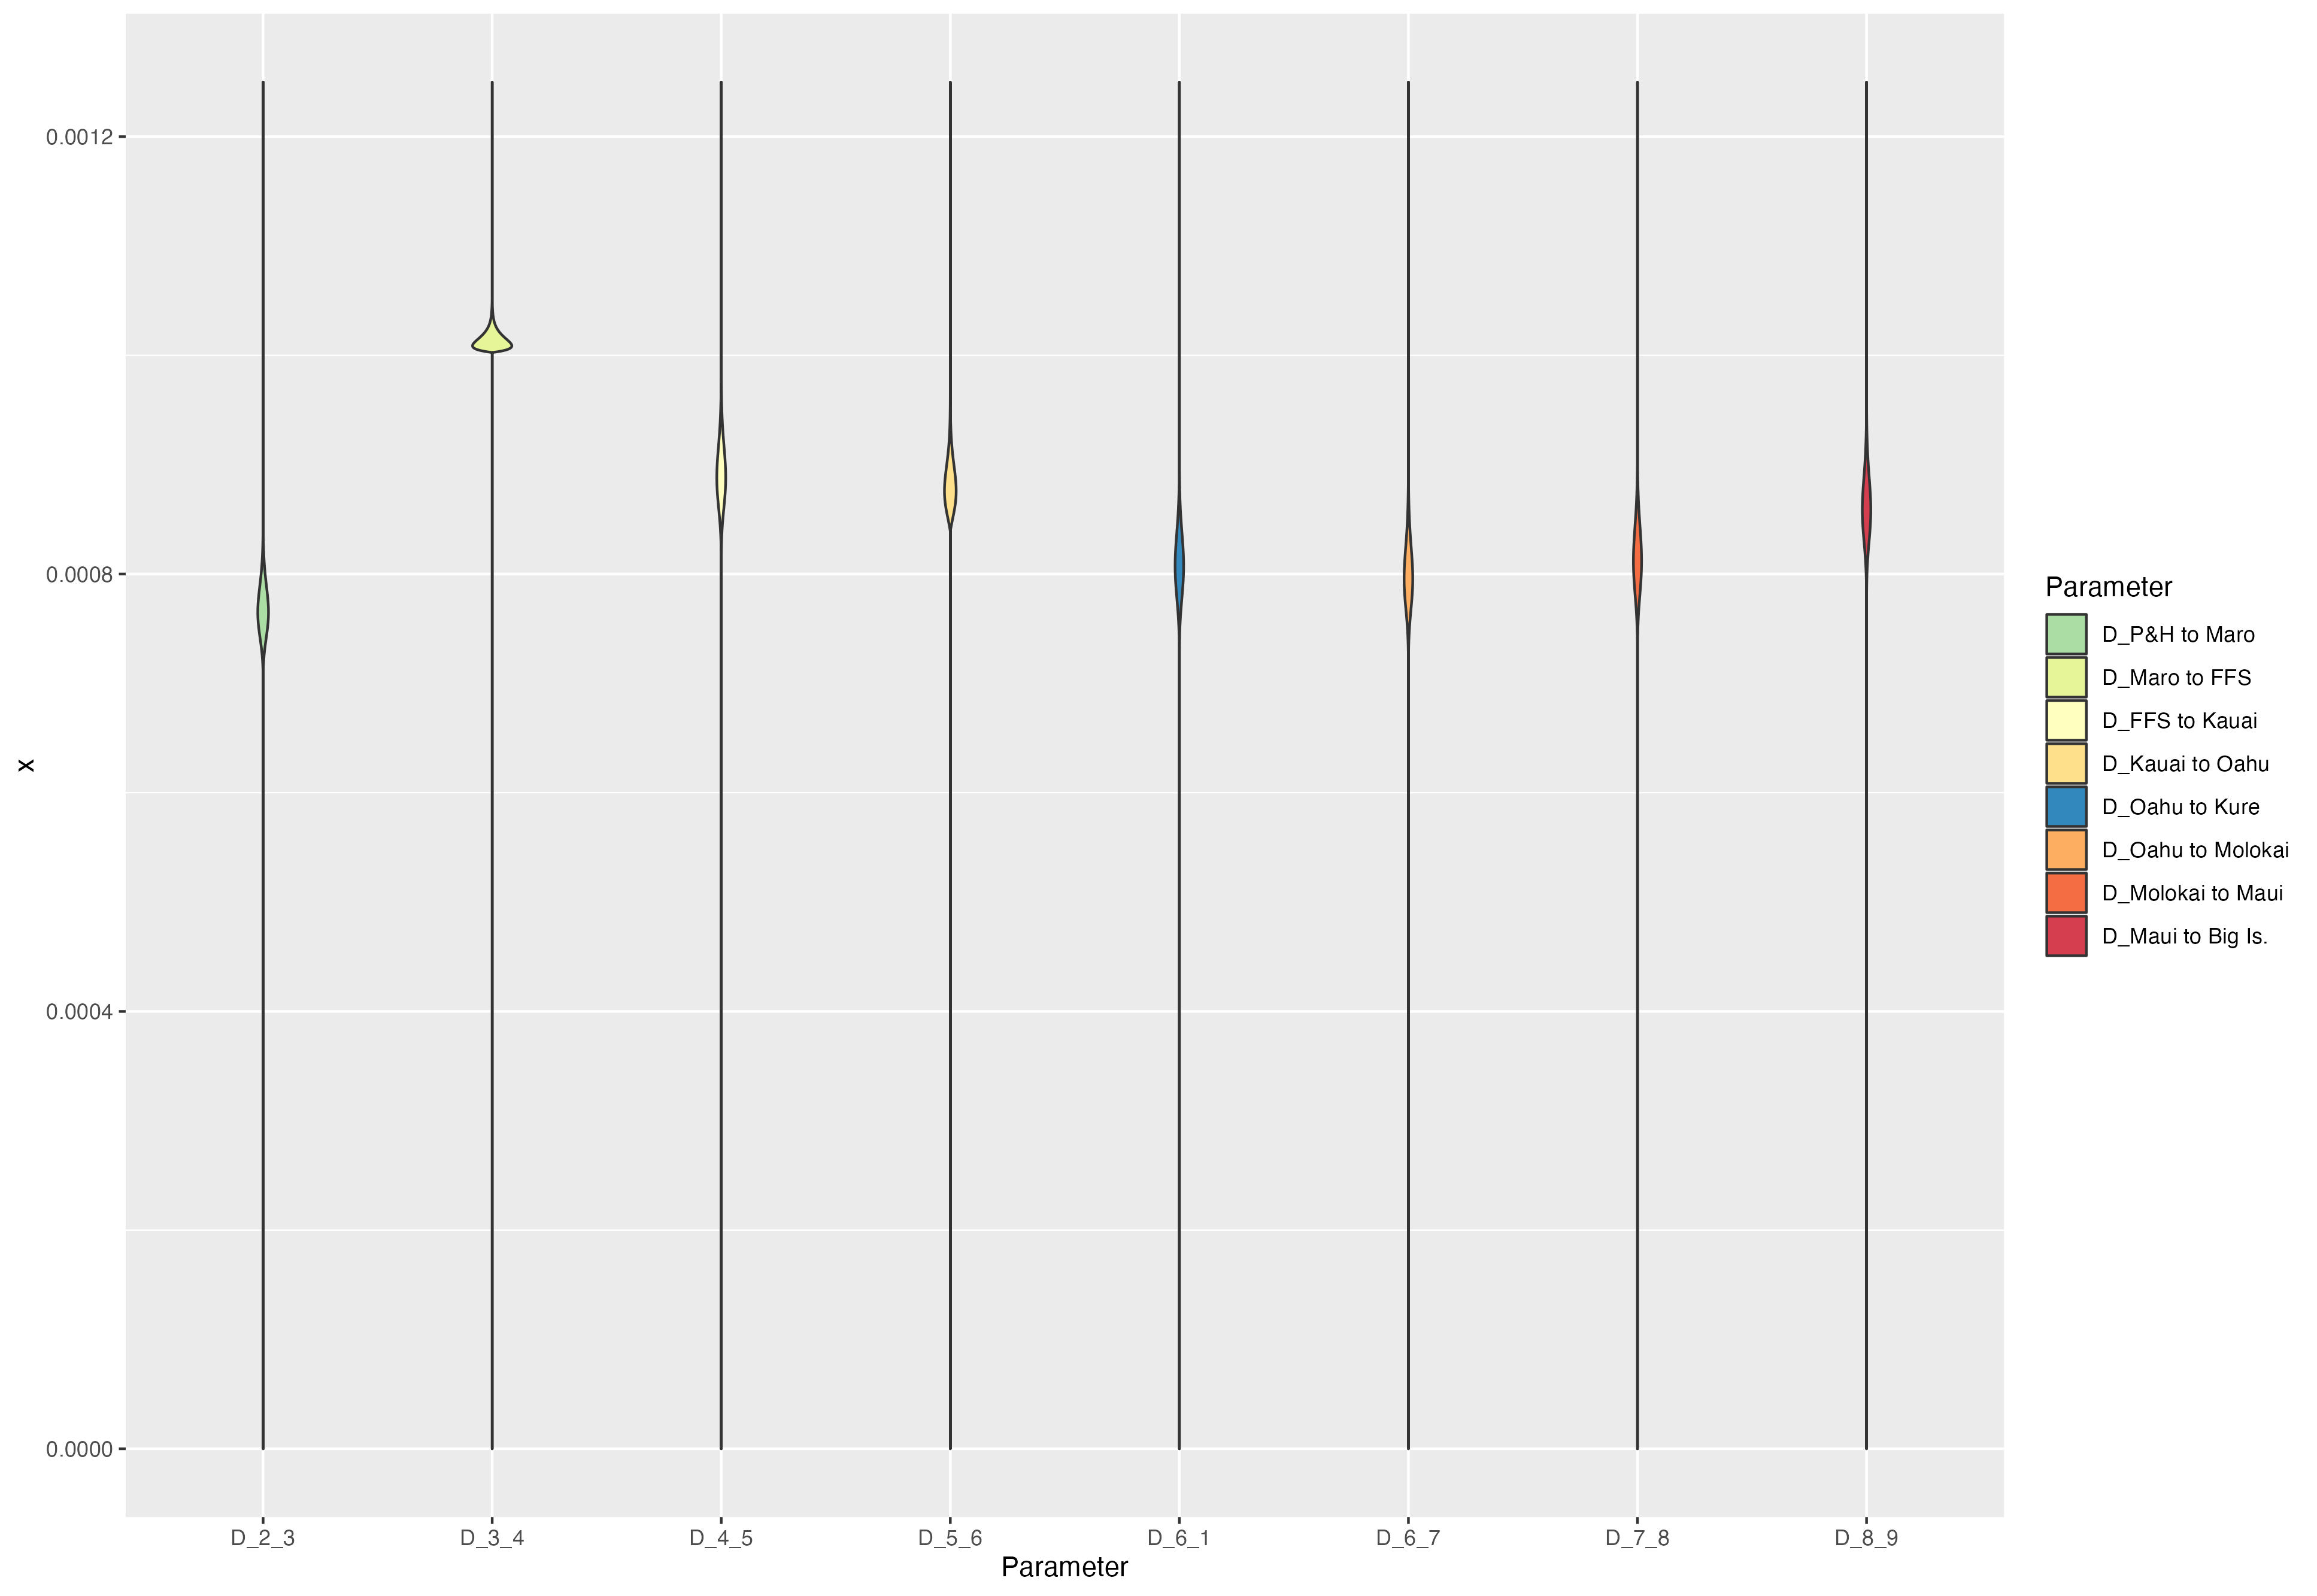 0.0012
0.0008
0.0004
0.0000
x
D_2_3 D_3_4 D_4_5 D_5_6 D_6_1 D_6_7 D_7_8 D_8_9
Parameter
Parameter
D_P&H to Maro
D_Maro to FFS
D_FFS to Kauai
D_Kauai to Oahu
D_Oahu to Kure
D_Oahu to Molokai
D_Molokai to Maui
D_Maui to Big Is.